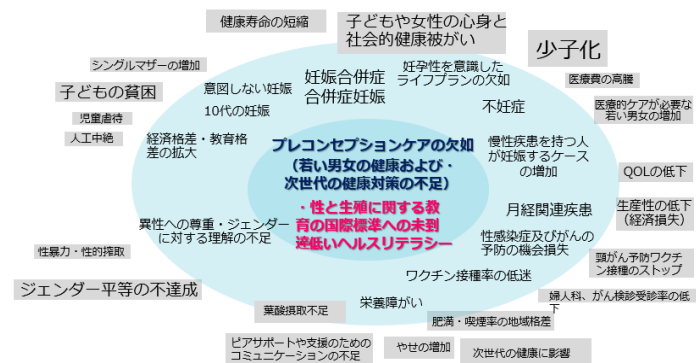 健康寿命の短縮
子どもや女性の心身と
社会的健康被がい
少子化
シングルマザーの増加
子どもの貧困
児童虐待
人工中絶
意図しない妊娠
10代の妊娠
経済格差・教育格
差の拡大
妊娠合併症
合併症妊娠
妊孕性を意識した
ライフプランの欠如
不妊症
医療費の高騰
医療的ケアが必要な
若い男女の増加
プレコンセプションケアの欠如
(若い男女の健康および・
次世代の健康対策の不足)
・性と生殖に関する教
育の国際標準への未到
達低いヘルスリテラシー
慢性疾患を持つ人
が妊娠するケース
の増加
QOLの低下
月経関連疾患
生産性の低下
(経済損失)
異性への尊重・ジェンダー
に対する理解の不足
性感染症及びがんの
予防の機会損失
性暴力・性的搾取
頸がん予防ワクチ
ン接種のストップ
ワクチン接種率の低迷
ジェンダー平等の不達成
栄養障がい
婦人科、がん検診受診率の低
下
葉酸摂取不足
肥満・喫煙率の地域格差
ピアサポートや支援のための
コミュニケーションの不足
やせの増加
次世代の健康に影響